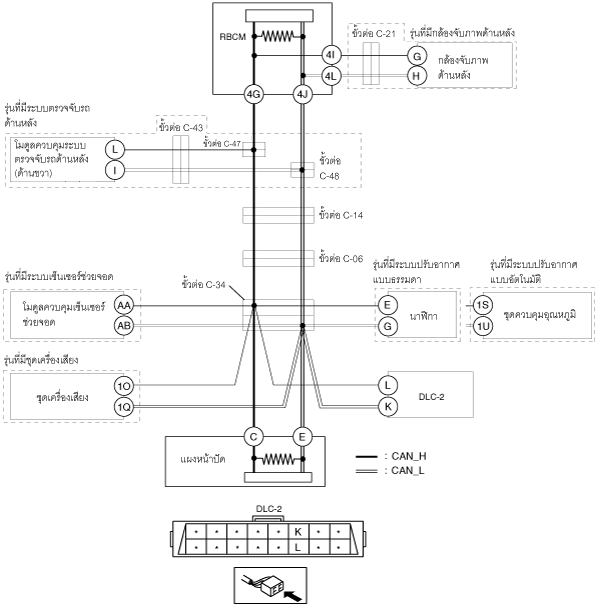 RBCM
4I
4L
ขั้วต่อ C-21
รุ่นที่มีกล้องจับภาพด้านหลัง
G
H
กล้องจับภาพ
ด้านหลัง
4G
4J
รุ่นที่มีระบบตรวจจับรถ
ด้านหลัง
โมดูลควบคุมระบบ
ตรวจจับรถด้านหลัง
(ด้านขวา)
L
I
ขั้วต่อ C-43
ขั้วต่อ C-47
ขั้วต่อ
C-48
ขั้วต่อ C-14
ขั้วต่อ C-06
รุ่นที่มีระบบเซ็นเซอร์ช่วยจอด
ขั้วต่อ C-34
รุ่นที่มีระบบปรับอากาศ
แบบธรรมดา
รุ่นที่มีระบบปรับอากาศ
แบบอัตโนมัติ
โมดูลควบคุมเซ็นเซอร์
ช่วยจอด
AA
AB
E
G
นาฬิกา
1S
1U
ชุดควบคุมอุณหภูมิ
รุ่นที่มีชุดเครื่องเสียง
ชุดเครื่องเสียง
1O
1Q
L
K
DLC-2
C
E
แผงหน้าปัด
: CAN_H
: CAN_L
DLC-2
* * * * * K * *
* * * * * L * *